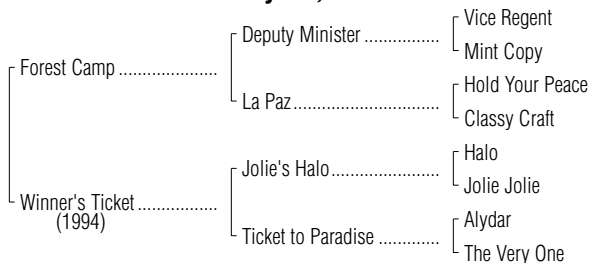 Vice Regent
Deputy Minister
Mint Copy
Forest Camp
Hold Your Peace
La Paz
Classy Craft
Halo
Jolie's Halo
Jolie Jolie
Winner's Ticket
(1994)
Alydar
Ticket to Paradise
The Very One